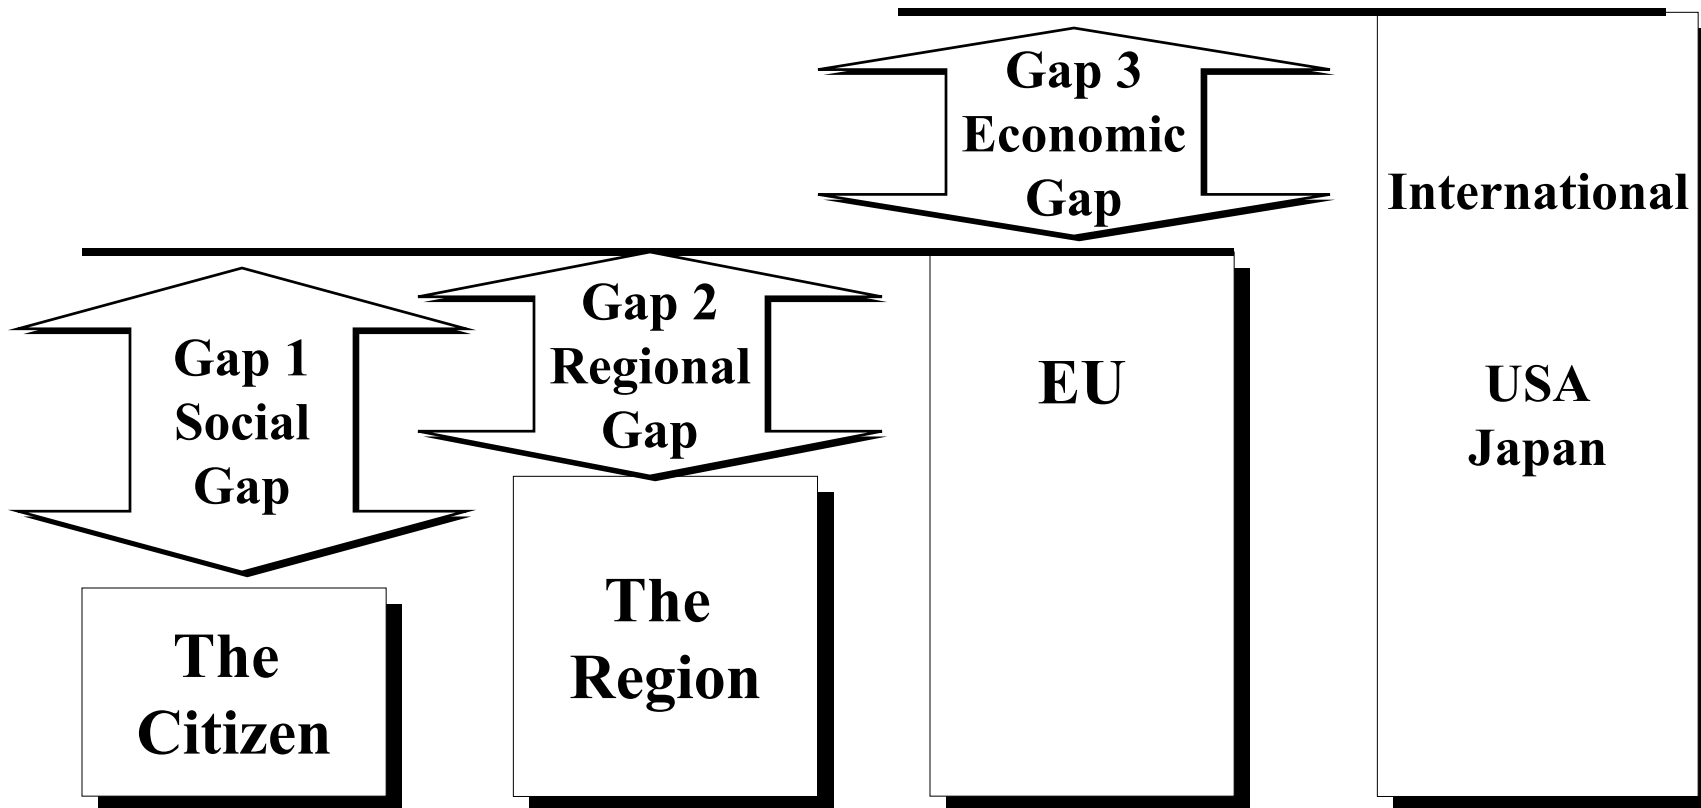 Gap 1
Social
Gap
The
Citizen
Gap 2
Regional
Gap
The
Region
Gap 3
Economic
Gap
EU
International
USA
Japan